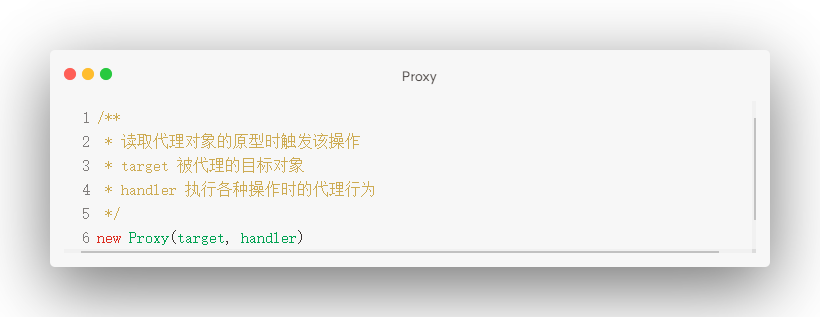 Proxy
1 /**
2 * 读取代理对象的原型时触发该操作
3 * target 被代理的目标对象
4 * handler 执行各种操作时的代理行为
5 */
6 new Proxy(target, handler)